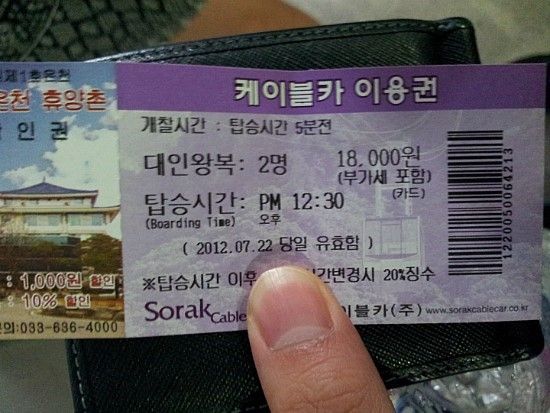 제1호온천
온천 휴양촌
할인권
: 1,000원 할인
: 10% 할인
문의:033-636-4000
케이블카 이용권
개찰시간 : 탑승시간 5분전
대인왕복: 2명
18,000원
(부가세 포함)
(카드)
탑승시간: PM 12:30
(Boarding Time) 오후
( 2012.07.22 당일 유효함 )
※탑승시간 이후 시간변경시 20%징수
Sorak Cable 이블카(주) www.sorakcablecar.co.kr
1220050064213